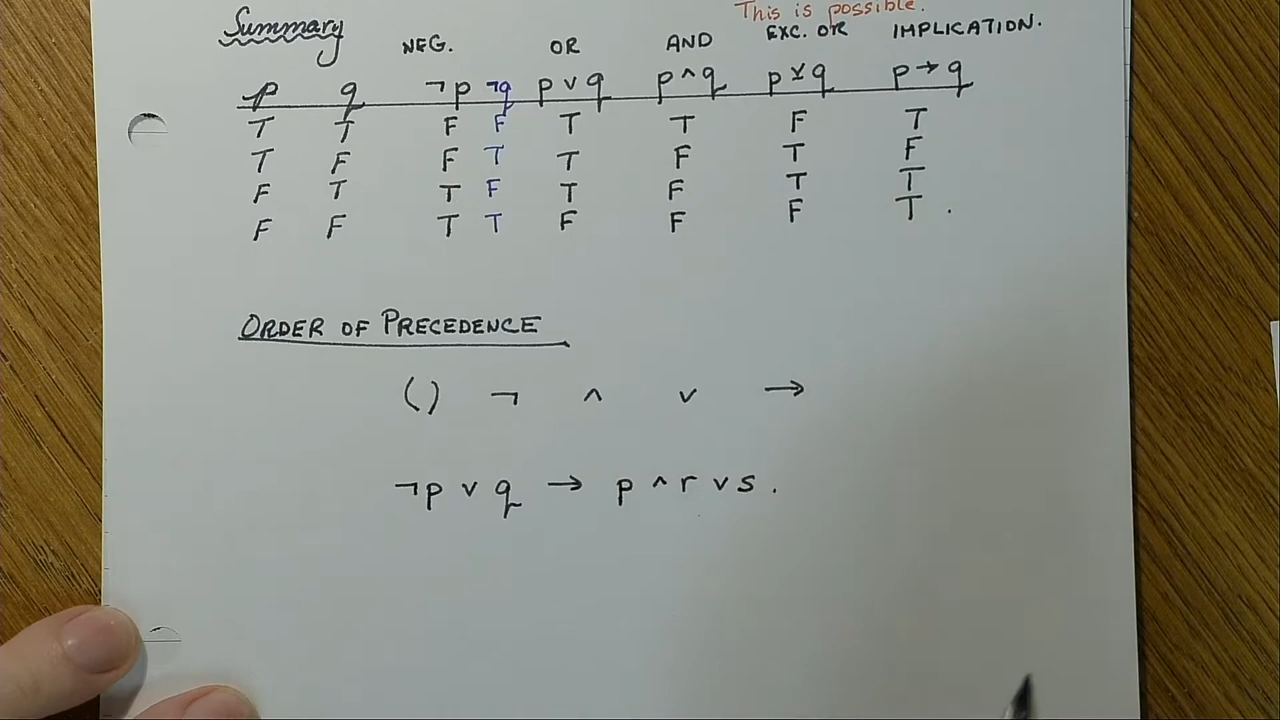 This is possible.
Summary NEG. OR AND EXC. OR IMPLICATION.
p q ¬p ¬q p ∨ q p ∧ q p ⊻ q p → q
T T F F T T F T
T F F T T F T F
F T T F T F T T
F F T T F F F T .
ORDER OF PRECEDENCE
( ) ¬ ∧ ∨ →
¬p ∨ q → p ∧ r ∨ s .